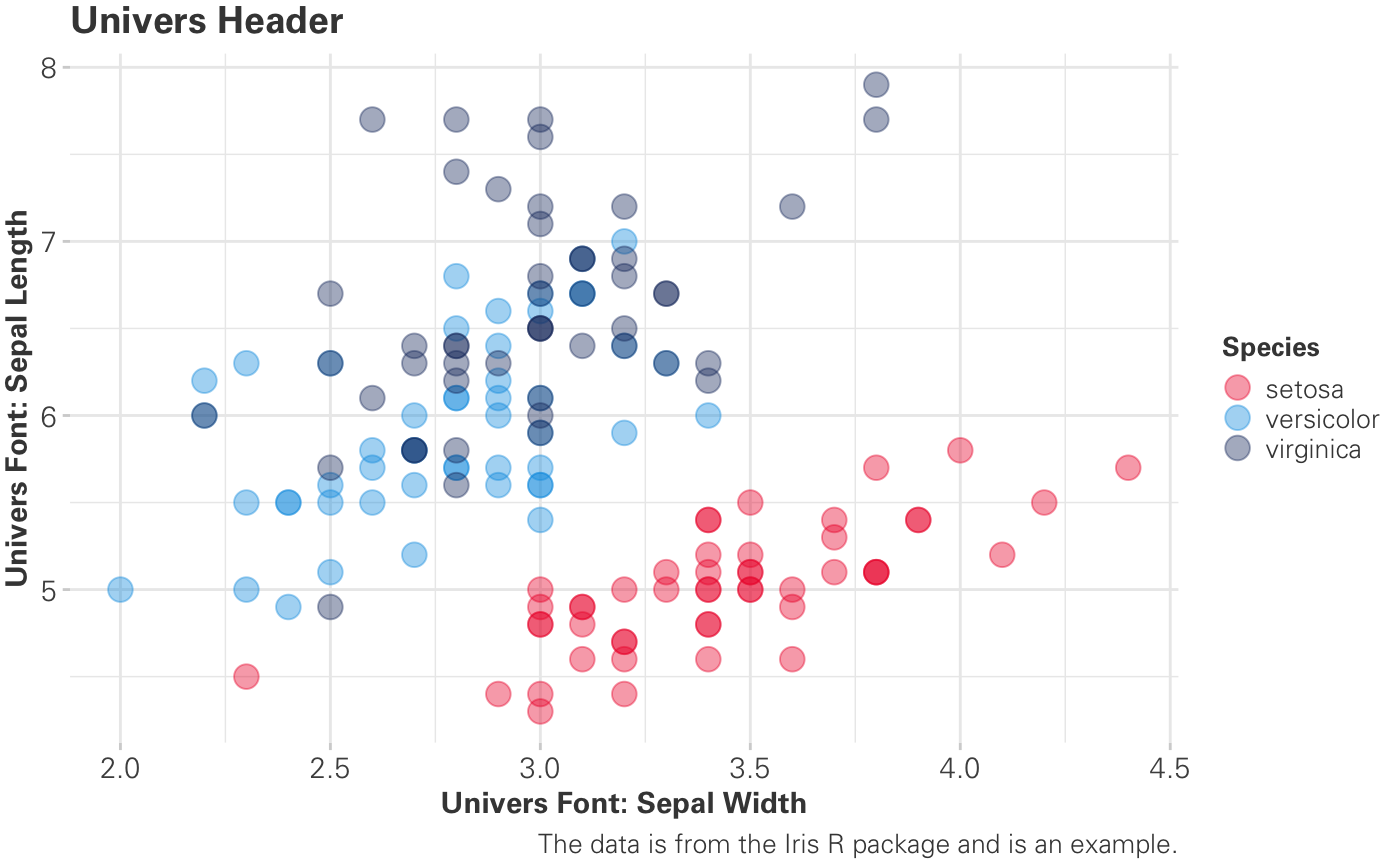 Univers Header
8
7
6
5
Univers Font: Sepal Length
2.0 2.5 3.0 3.5 4.0 4.5
Univers Font: Sepal Width
The data is from the Iris R package and is an example.
Species
setosa
versicolor
virginica